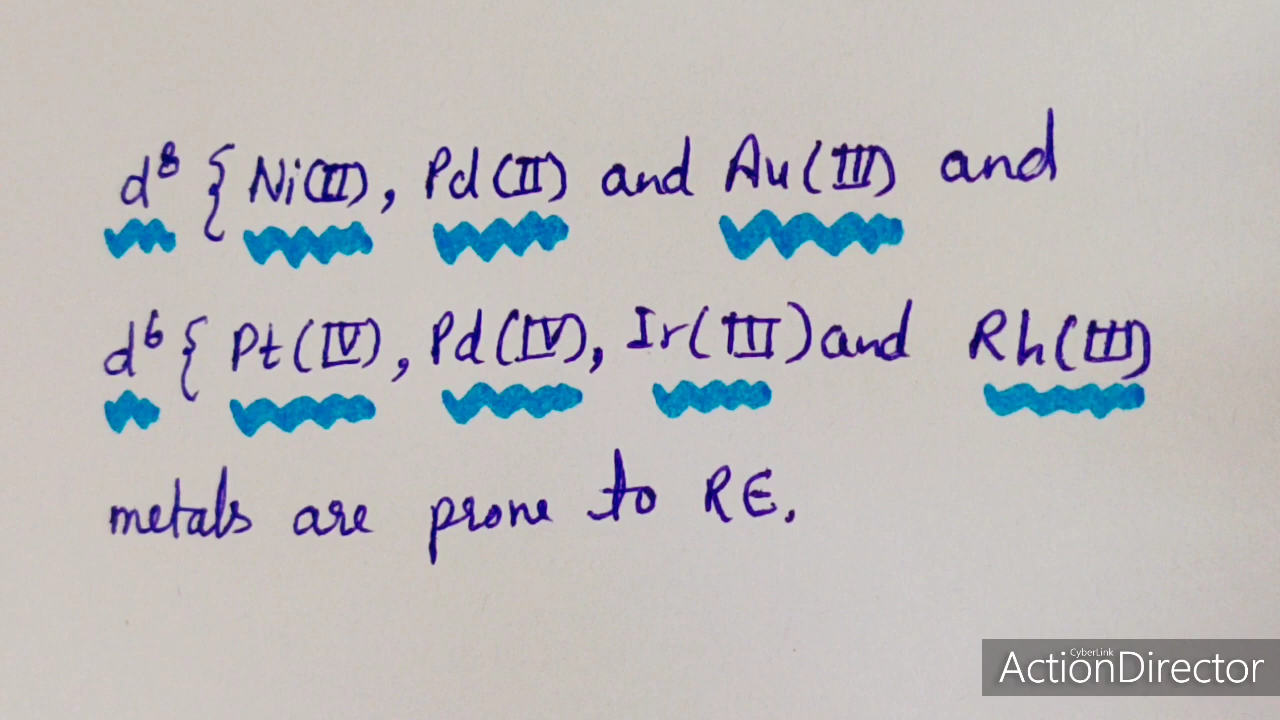 d⁸ { Ni(II), Pd(II) and Au(III) and
d⁶ { Pt(IV), Pd(IV), Ir(III) and Rh(III)
metals are prone to RE.
CyberLink
ActionDirector